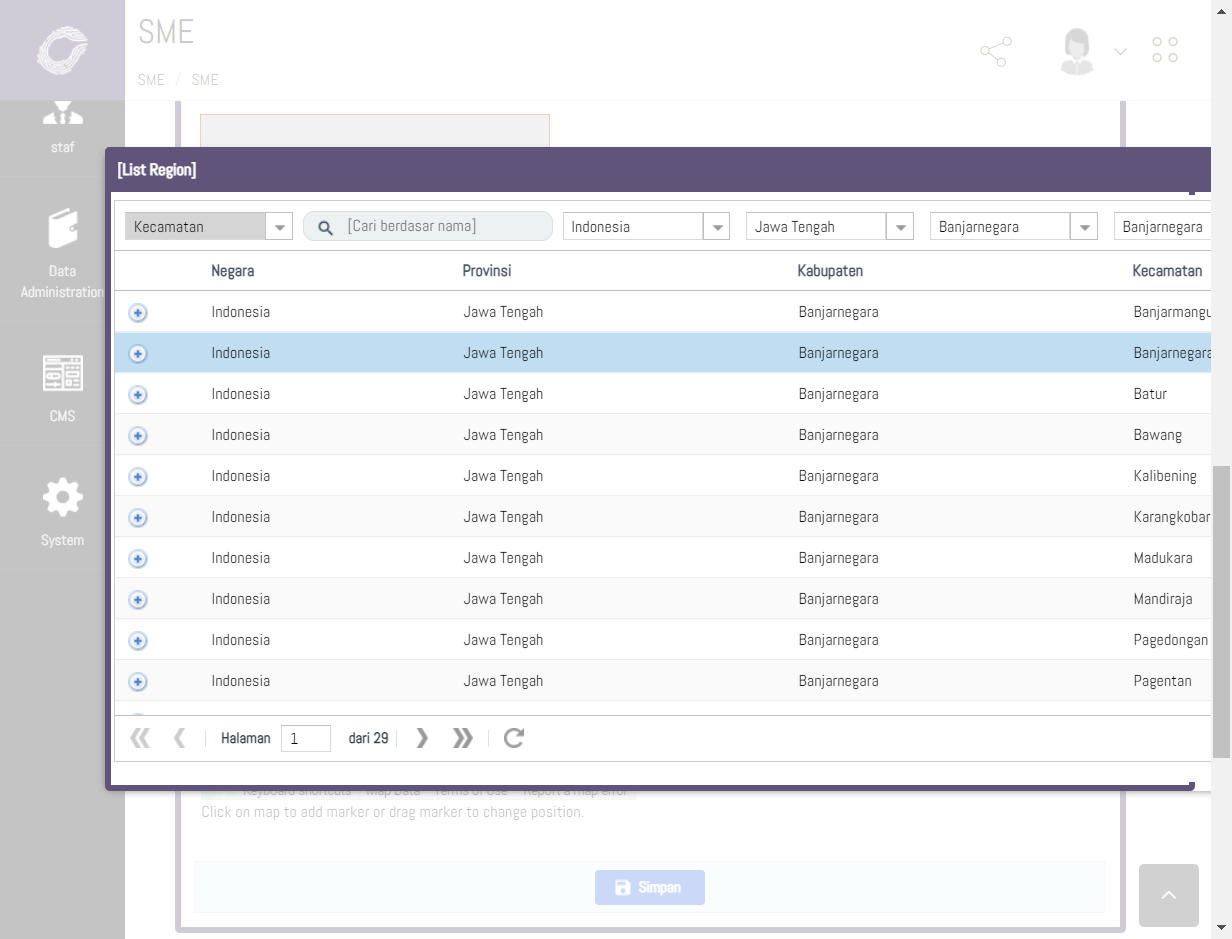 SME
SME / SME
staf
Data
Administration
CMS
System
[List Region]
Kecamatan [Cari berdasar nama] Indonesia Jawa Tengah Banjarnegara Banjarnegara
Negara Provinsi Kabupaten Kecamatan
Indonesia Jawa Tengah Banjarnegara Banjarmangu
Indonesia Jawa Tengah Banjarnegara Banjarnegara
Indonesia Jawa Tengah Banjarnegara Batur
Indonesia Jawa Tengah Banjarnegara Bawang
Indonesia Jawa Tengah Banjarnegara Kalibening
Indonesia Jawa Tengah Banjarnegara Karangkobar
Indonesia Jawa Tengah Banjarnegara Madukara
Indonesia Jawa Tengah Banjarnegara Mandiraja
Indonesia Jawa Tengah Banjarnegara Pagedongan
Indonesia Jawa Tengah Banjarnegara Pagentan
Halaman 1 dari 29
Keyboard shortcuts Map Data Terms of Use Report a map error
Click on map to add marker or drag marker to change position.
Simpan